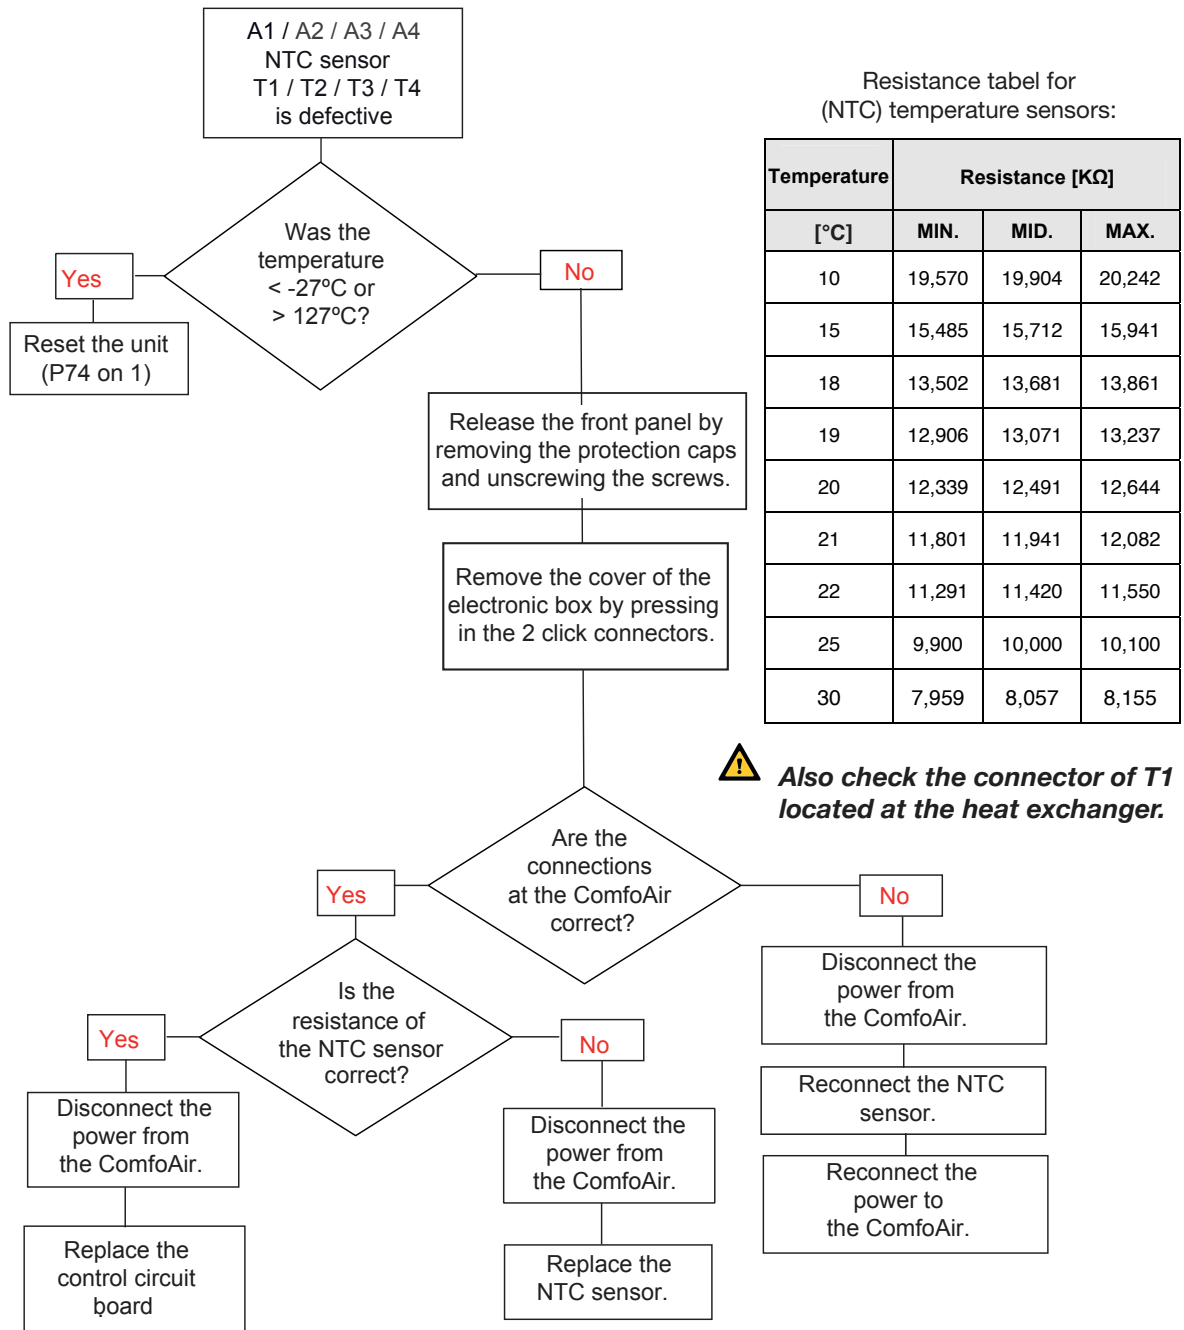 A1 / A2 / A3 / A4
NTC sensor
T1 / T2 / T3 / T4
is defective
Was the
temperature
< -27ºC or
> 127ºC?
Yes
Reset the unit
(P74 on 1)
No
Release the front panel by
removing the protection caps
and unscrewing the screws.
Remove the cover of the
electronic box by pressing
in the 2 click connectors.
Are the
connections
at the ComfoAir
correct?
Yes
Is the
resistance of
the NTC sensor
correct?
Yes
Disconnect the
power from
the ComfoAir.
Replace the
control circuit
board
No
Disconnect the
power from
the ComfoAir.
Replace the
NTC sensor.
No
Disconnect the
power from
the ComfoAir.
Reconnect the NTC
sensor.
Reconnect the
power to
the ComfoAir.
Resistance tabel for
(NTC) temperature sensors:
Temperature Resistance [KΩ]
[°C] MIN. MID. MAX.
10 19,570 19,904 20,242
15 15,485 15,712 15,941
18 13,502 13,681 13,861
19 12,906 13,071 13,237
20 12,339 12,491 12,644
21 11,801 11,941 12,082
22 11,291 11,420 11,550
25 9,900 10,000 10,100
30 7,959 8,057 8,155
Also check the connector of T1
located at the heat exchanger.